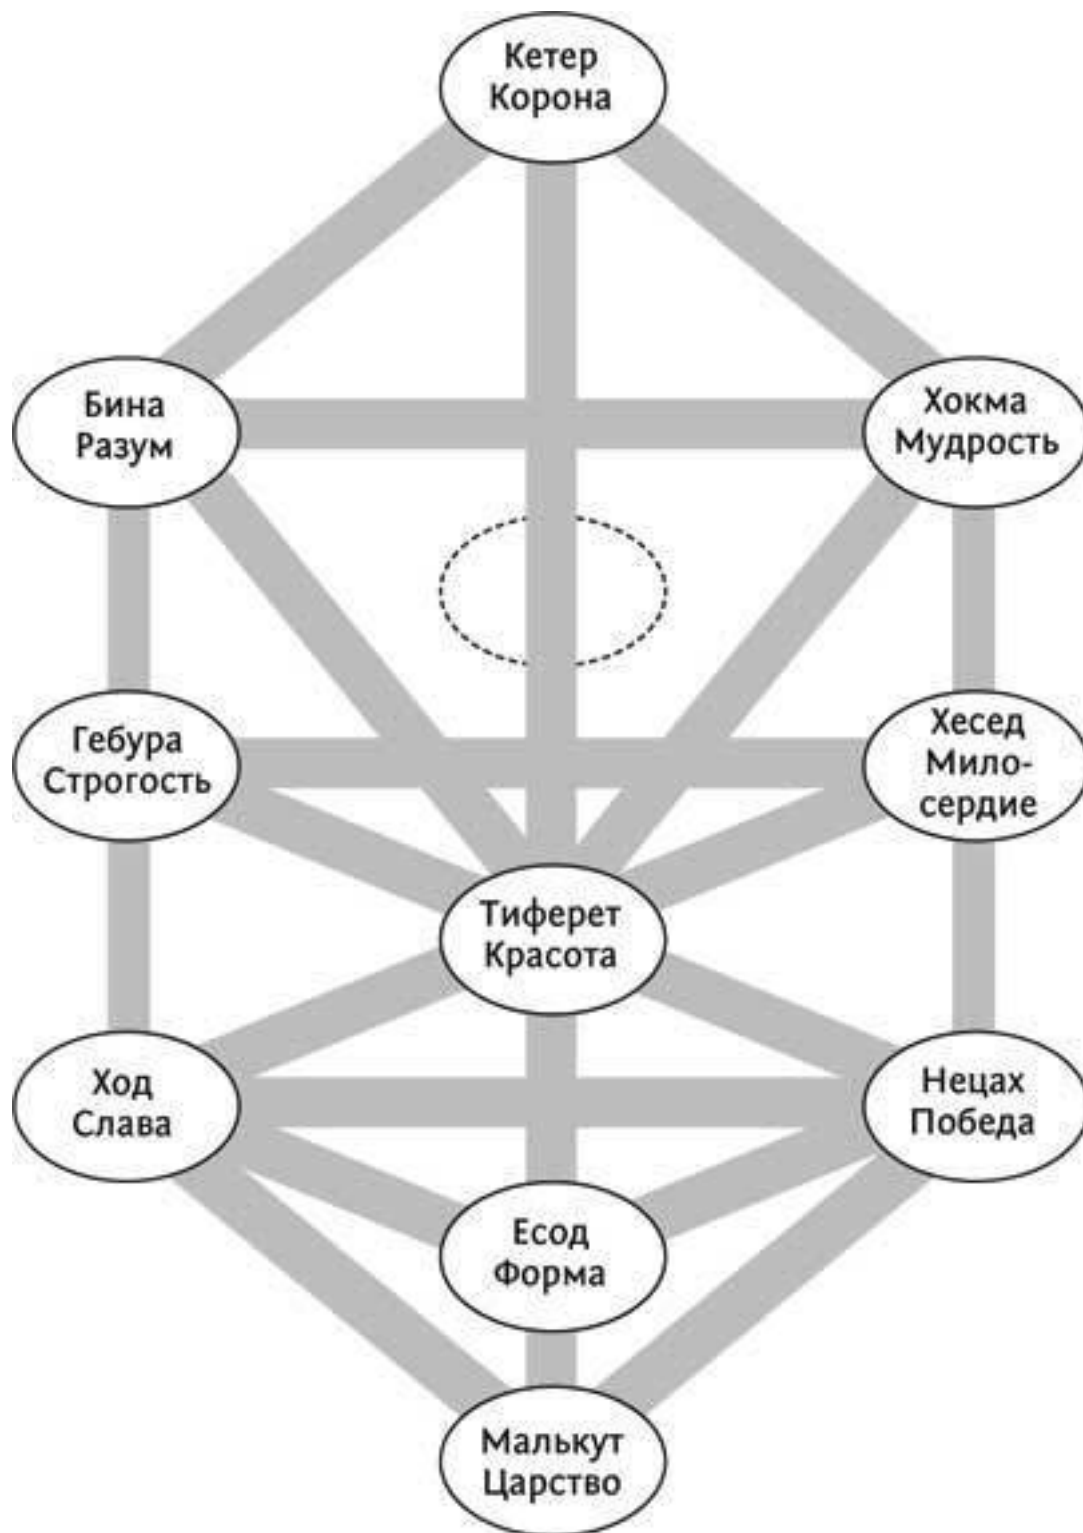 Кетер
Корона
Бина
Разум
Хокма
Мудрость
Гебура
Строгость
Хесед
Мило-
сердие
Тиферет
Красота
Ход
Слава
Нецах
Победа
Есод
Форма
Малькут
Царство